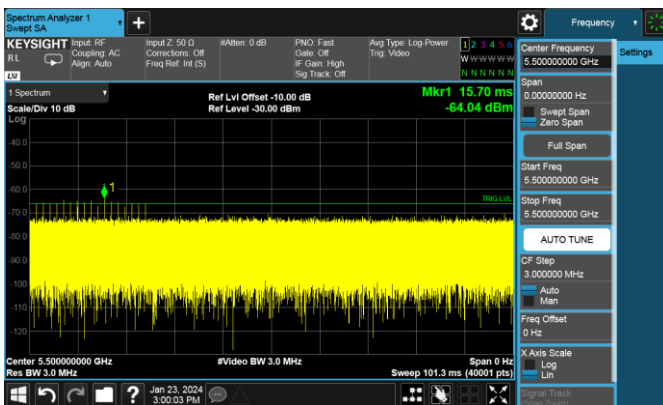 Spectrum Analyzer 1
Swept SA
+
Frequency
KEYSIGHT
RL
LXI
Input: RF
Coupling: AC
Align: Auto
Input Z: 50 Ω
Corrections: Off
Freq Ref: Int (S)
#Atten: 0 dB
PNO: Fast
Gate: Off
IF Gain: High
Sig Track: Off
Avg Type: Log-Power
Trig: Video
1 2 3 4 5 6
W W W W W W
N N N N N N
1 Spectrum
Scale/Div 10 dB
Log
Ref Lvl Offset -10.00 dB
Ref Level -30.00 dBm
Mkr1 15.70 ms
-64.04 dBm
-40.0
-50.0
-60.0
-70.0
-80.0
-90.0
-100
-110
-120
1
TRIG LVL
Center 5.500000000 GHz
Res BW 3.0 MHz
#Video BW 3.0 MHz
Span 0 Hz
Sweep 101.3 ms (40001 pts)
?
Jan 23, 2024
3:00:03 PM
Center Frequency
5.500000000 GHz
Settings
Span
0.00000000 Hz
Swept Span
Zero Span
Full Span
Start Freq
5.500000000 GHz
Stop Freq
5.500000000 GHz
AUTO TUNE
CF Step
3.000000 MHz
Auto
Man
Freq Offset
0 Hz
X Axis Scale
Log
Lin
Signal Track
(Span Zoom)